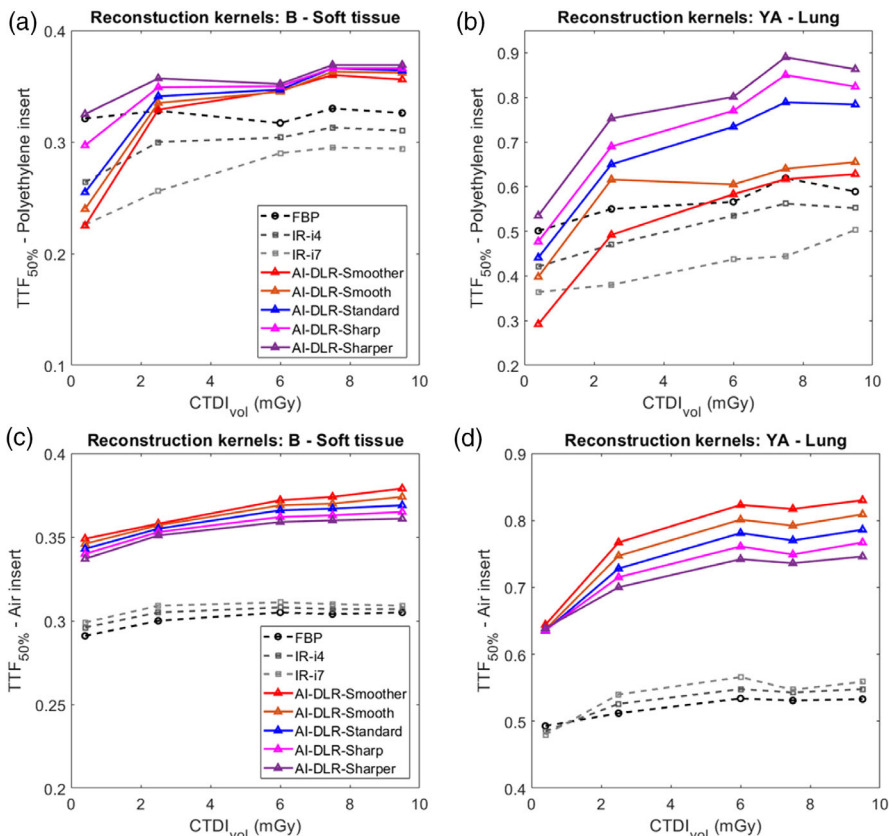 (a)
Reconstuction kernels: B - Soft tissue
0.4
0.3
0.2
0.1
TTF50% - Polyethylene insert
FBP
IR-i4
IR-i7
AI-DLR-Smoother
AI-DLR-Smooth
AI-DLR-Standard
AI-DLR-Sharp
AI-DLR-Sharper
0 2 4 6 8 10
CTDIvol (mGy)
(b)
Reconstruction kernels: YA - Lung
0.9
0.8
0.7
0.6
0.5
0.4
0.3
0.2
TTF50% - Polyethylene insert
0 2 4 6 8 10
CTDIvol (mGy)
(c)
Reconstruction kernels: B - Soft tissue
0.4
0.35
0.3
0.25
0.2
TTF50% - Air insert
FBP
IR-i4
IR-i7
AI-DLR-Smoother
AI-DLR-Smooth
AI-DLR-Standard
AI-DLR-Sharp
AI-DLR-Sharper
0 2 4 6 8 10
CTDIvol (mGy)
(d)
Reconstruction kernels: YA - Lung
0.9
0.8
0.7
0.6
0.5
0.4
TTF50% - Air insert
0 2 4 6 8 10
CTDIvol (mGy)